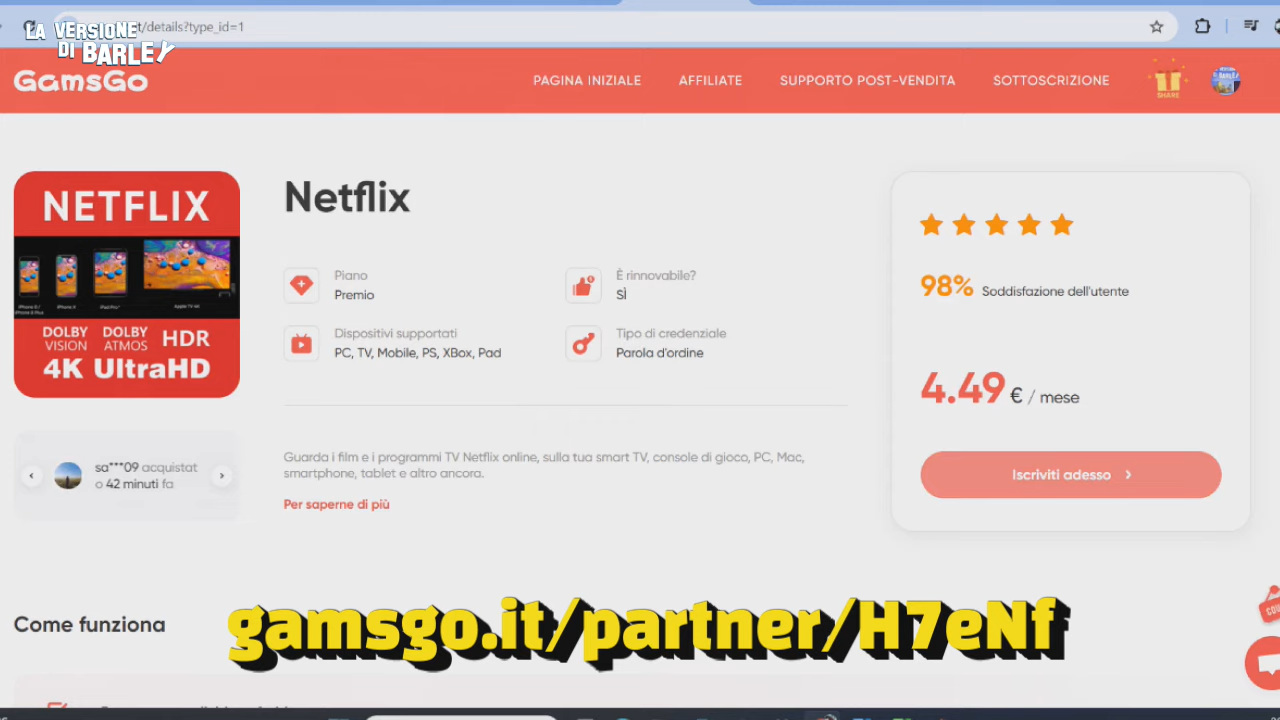 LA VERSIONE
DI BARLEY
/details?type_id=1
GamsGo
PAGINA INIZIALE
AFFILIATE
SUPPORTO POST-VENDITA
SOTTOSCRIZIONE
SHARE
NETFLIX
DOLBY VISION
DOLBY ATMOS
HDR
4K UltraHD
Netflix
Piano
Premio
È rinnovabile?
SÌ
Dispositivi supportati
PC, TV, Mobile, PS, XBox, Pad
Tipo di credenziale
Parola d'ordine
98% Soddisfazione dell'utente
4.49 € / mese
Iscriviti adesso
sa***09 acquistat
o 42 minuti fa
Guarda i film e i programmi TV Netflix online, sulla tua smart TV, console di gioco, PC, Mac,
smartphone, tablet e altro ancora.
Per saperne di più
Come funziona
gamsgo.it/partner/H7eNf